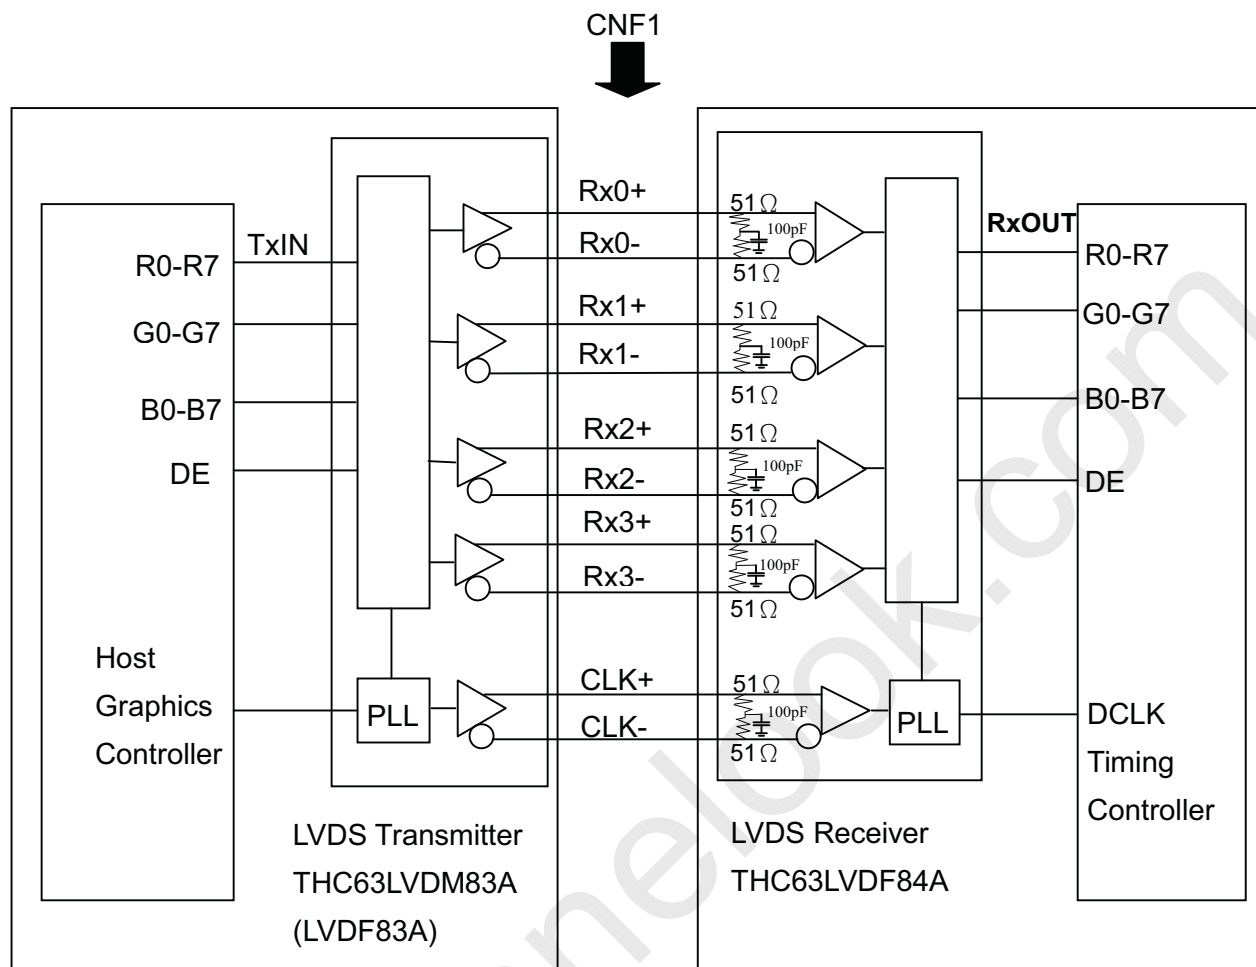 CNF1
R0-R7
G0-G7
B0-B7
DE
Host
Graphics
Controller
TxIN
PLL
LVDS Transmitter
THC63LVDM83A
(LVDF83A)
Rx0+
Rx0-
Rx1+
Rx1-
Rx2+
Rx2-
Rx3+
Rx3-
CLK+
CLK-
51Ω
100pF
51Ω
51Ω
100pF
51Ω
51Ω
100pF
51Ω
51Ω
100pF
51Ω
51Ω
100pF
51Ω
PLL
LVDS Receiver
THC63LVDF84A
RxOUT
R0-R7
G0-G7
B0-B7
DE
DCLK
Timing
Controller
nelook.com